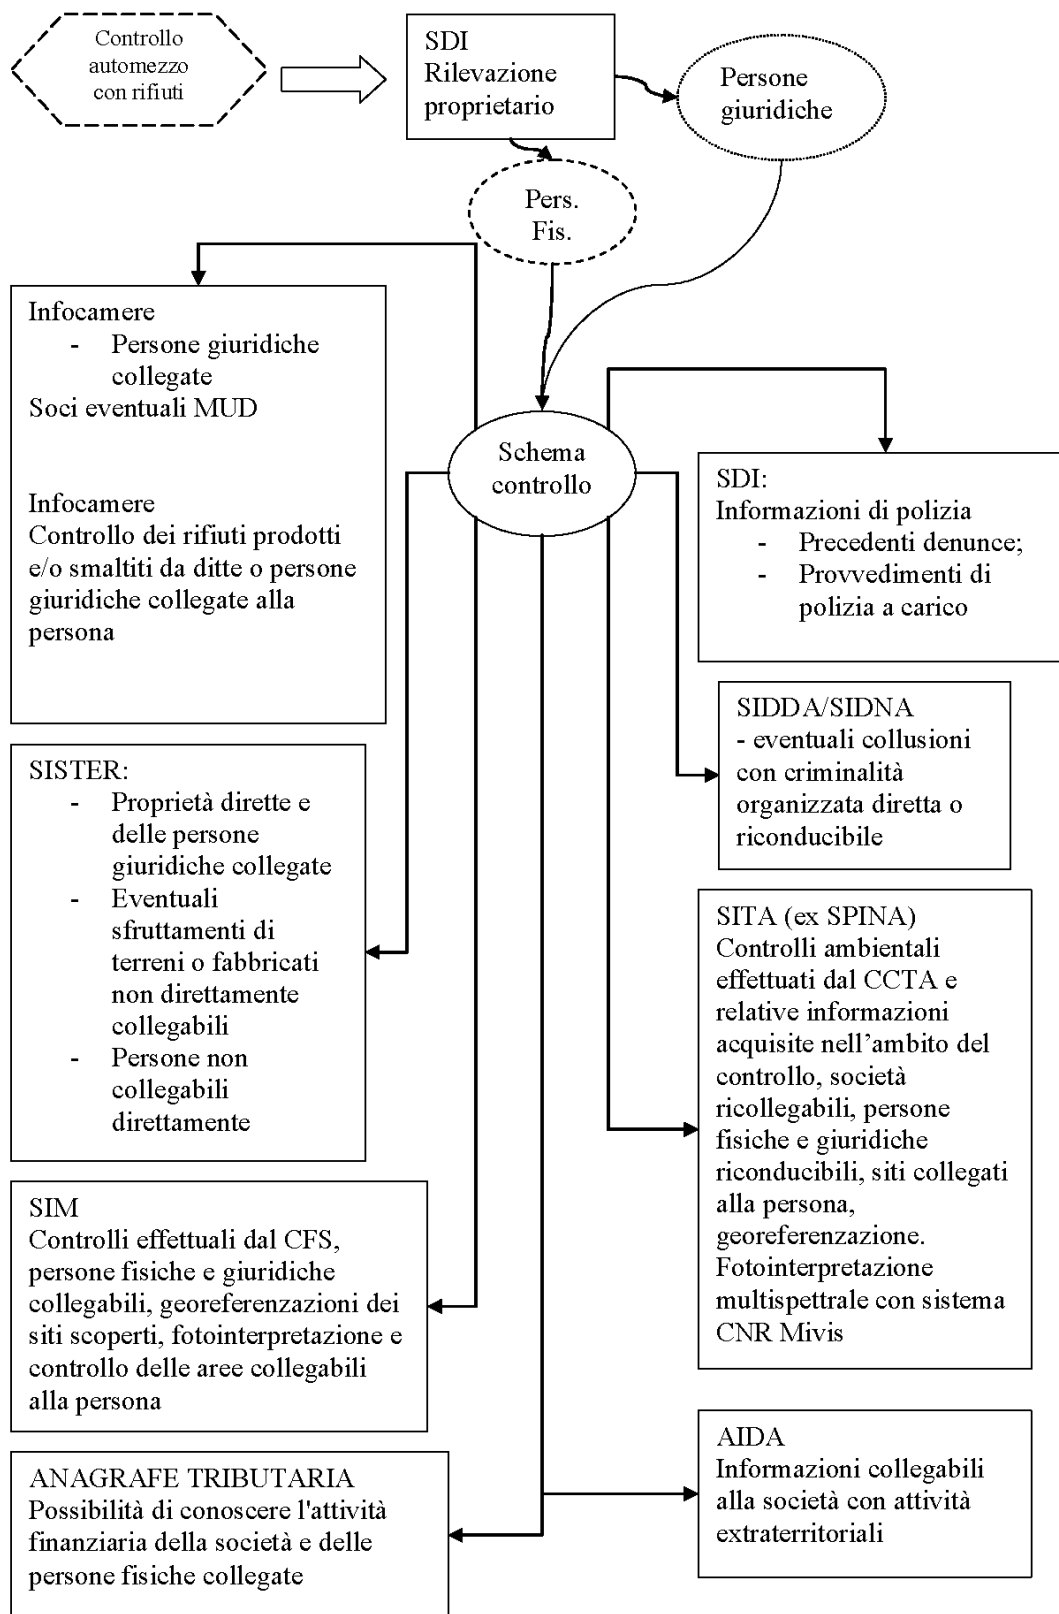 Controllo
automezzo
con rifiuti
SDI
Rilevazione
proprietario
Persone
giuridiche
Pers.
Fis.
Infocamere
- Persone giuridiche
collegate
Soci eventuali MUD
Infocamere
Controllo dei rifiuti prodotti
e/o smaltiti da ditte o persone
giuridiche collegate alla
persona
Schema
controllo
SDI:
Informazioni di polizia
- Precedenti denunce;
- Provvedimenti di
polizia a carico
SIDDA/SIDNA
- eventuali collusioni
con criminalità
organizzata diretta o
riconducibile
SISTER:
- Proprietà dirette e
delle persone
giuridiche collegate
- Eventuali
sfruttamenti di
terreni o fabbricati
non direttamente
collegabili
- Persone non
collegabili
direttamente
SITA (ex SPINA)
Controlli ambientali
effettuati dal CCTA e
relative informazioni
acquisite nell’ambito del
controllo, società
ricollegabili, persone
fisiche e giuridiche
riconducibili, siti collegati
alla persona,
georeferenzazione.
Fotointerpretazione
multispettrale con sistema
CNR Mivis
SIM
Controlli effettuali dal CFS,
persone fisiche e giuridiche
collegabili, georeferenzazioni dei
siti scoperti, fotointerpretazione e
controllo delle aree collegabili
alla persona
AIDA
Informazioni collegabili
alla società con attività
extraterritoriali
ANAGRAFE TRIBUTARIA
Possibilità di conoscere l'attività
finanziaria della società e delle
persone fisiche collegate